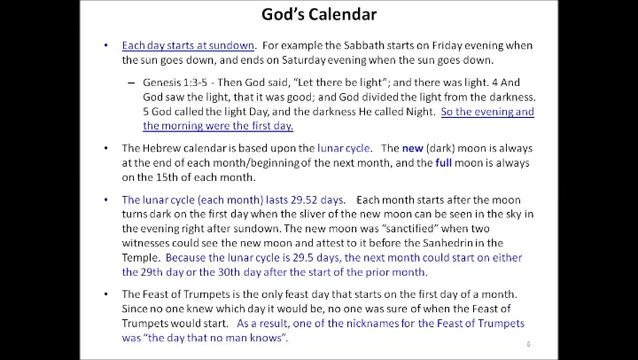 God's Calendar
• Each day starts at sundown. For example the Sabbath starts on Friday evening when
the sun goes down, and ends on Saturday evening when the sun goes down.
– Genesis 1:3-5 - Then God said, "Let there be light"; and there was light. 4 And
God saw the light, that it was good; and God divided the light from the darkness.
5 God called the light Day, and the darkness He called Night. So the evening and
the morning were the first day.
• The Hebrew calendar is based upon the lunar cycle. The new (dark) moon is always
at the end of each month/beginning of the next month, and the full moon is always
on the 15th of each month.
• The lunar cycle (each month) lasts 29.52 days. Each month starts after the moon
turns dark on the first day when the sliver of the new moon can be seen in the sky in
the evening right after sundown. The new moon was "sanctified" when two
witnesses could see the new moon and attest to it before the Sanhedrin in the
Temple. Because the lunar cycle is 29.5 days, the next month could start on either
the 29th day or the 30th day after the start of the prior month.
• The Feast of Trumpets is the only feast day that starts on the first day of a month.
Since no one knew which day it would be, no one was sure of when the Feast of
Trumpets would start. As a result, one of the nicknames for the Feast of Trumpets
was "the day that no man knows".